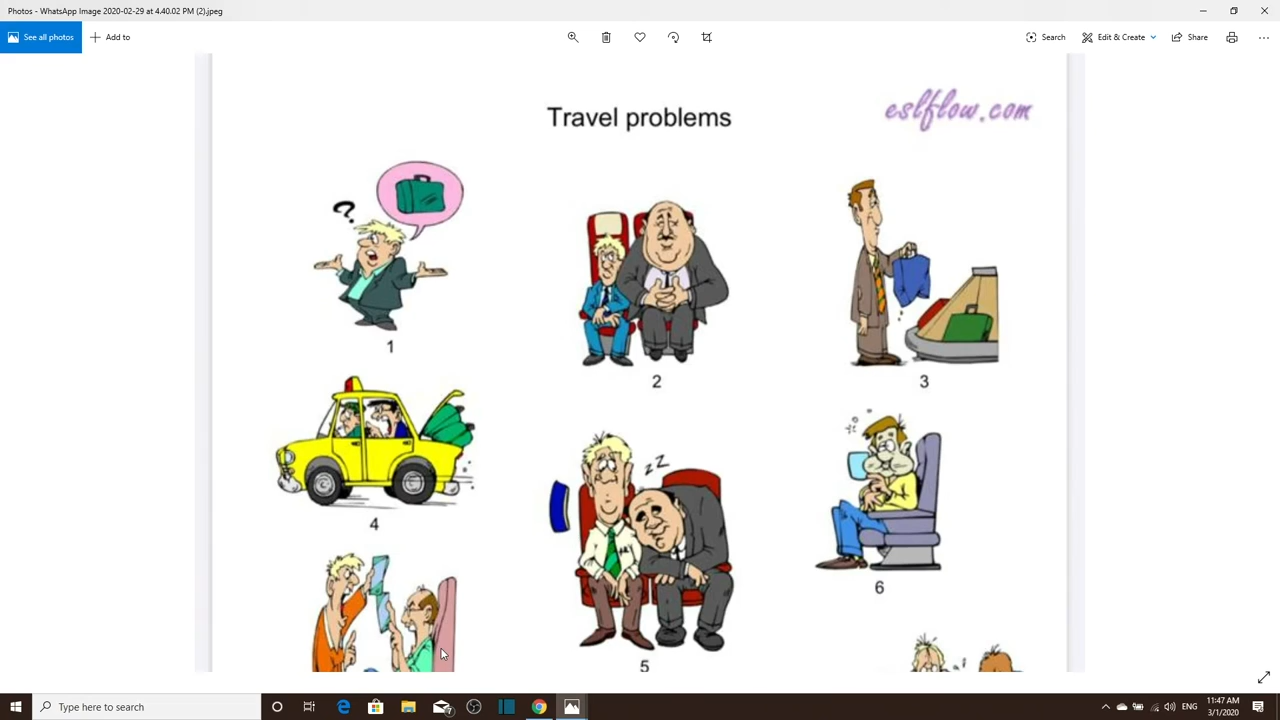 Photos - WhatsApp Image 2020-02-29 at 4.40.02 PM (2).jpeg
See all photos
Add to
Search
Edit & Create
Share
Travel problems
eslflow.com
?
1
2
3
4
zZ
5
6
Type here to search
7
ENG
11:47 AM
3/1/2020